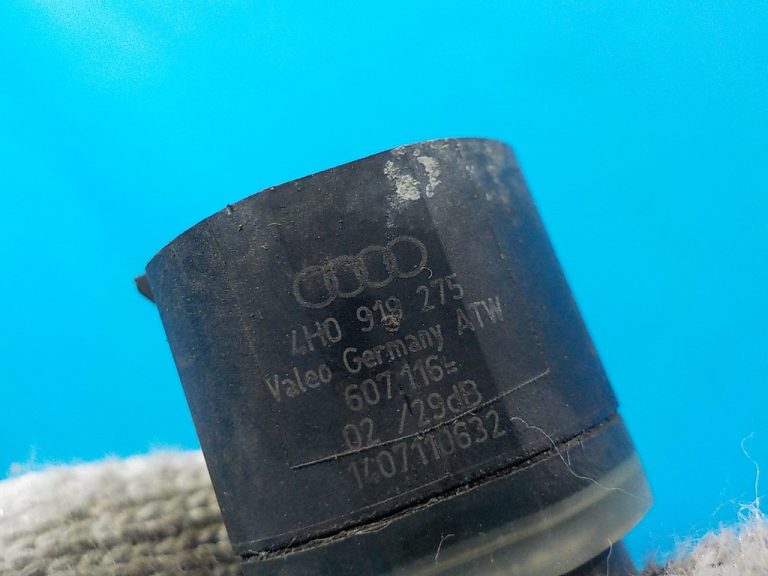 4H0 919 275
Valeo Germany ATW
607 116
02 /29dB
1407110632